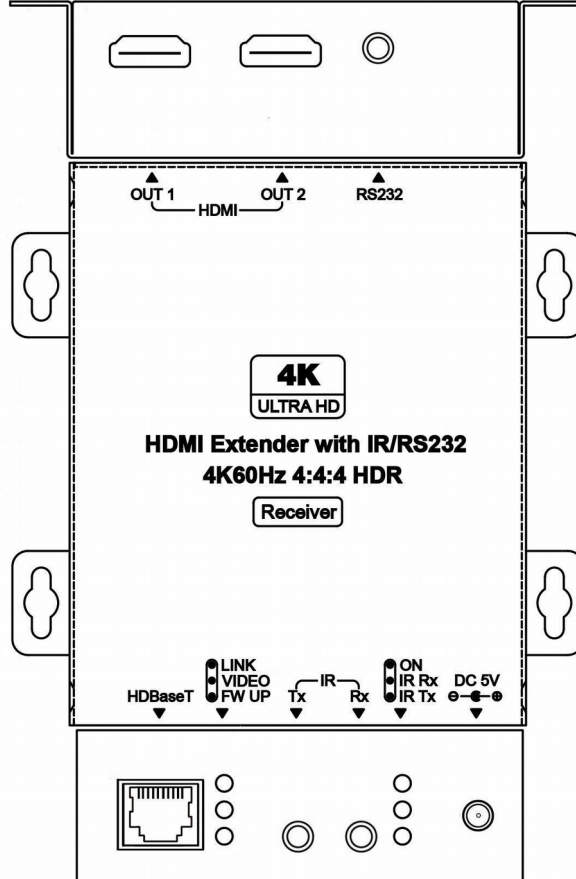 OUT 1 OUT 2 RS232
HDMI
4K
ULTRA HD
HDMI Extender with IR/RS232
4K60Hz 4:4:4 HDR
Receiver
LINK ON
VIDEO IR IR Rx DC 5V
HDBaseT FW UP Tx Rx IR Tx